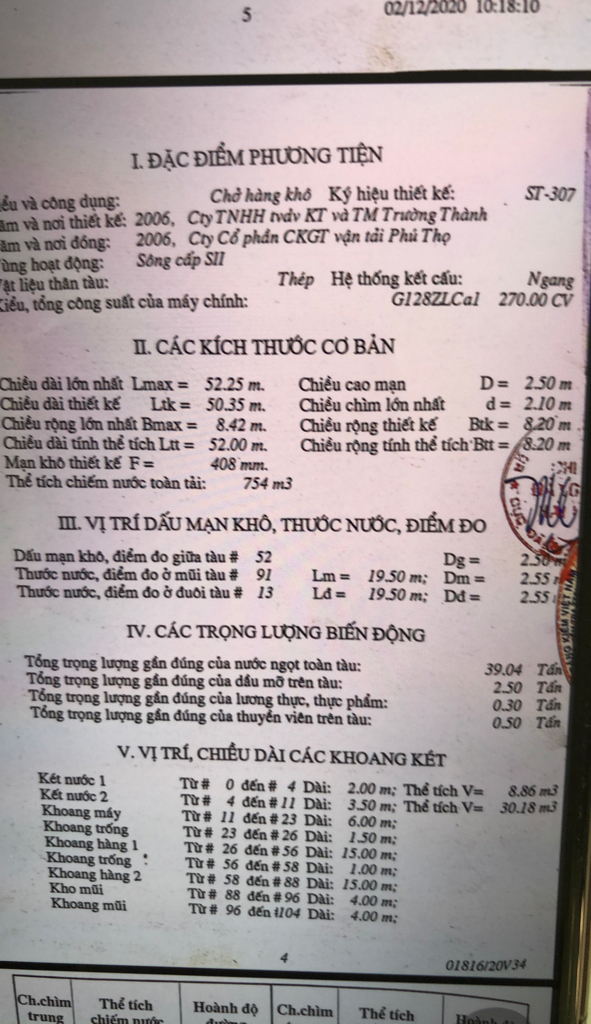 5
02/12/2020 10:18:10
I. ĐẶC ĐIỂM PHƯƠNG TIỆN
và công dụng: Chở hàng khô Ký hiệu thiết kế: ST-307
và nơi thiết kế: 2006, Cty TNHH tvdv KT và TM Trường Thành
và nơi đóng: 2006, Cty Cổ phần CKGT vận tải Phú Thọ
hoạt động: Sông cấp SII
liệu thân tàu: Thép Hệ thống kết cấu: Ngang
Kiểu, tổng công suất của máy chính: G128ZLCa1 270.00 CV
II. CÁC KÍCH THƯỚC CƠ BẢN
Chiều dài lớn nhất Lmax = 52.25 m. Chiều cao mạn D = 2.50 m
Chiều dài thiết kế Ltk = 50.35 m. Chiều chìm lớn nhất d = 2.10 m
Chiều rộng lớn nhất Bmax = 8.42 m. Chiều rộng thiết kế Btk = 8.20 m
Chiều dài tính thể tích Ltt = 52.00 m. Chiều rộng tính thể tích Btt = 8.20 m
Mạn khô thiết kế F = 408 mm.
Thể tích chiếm nước toàn tải: 754 m3
III. VỊ TRÍ DẤU MẠN KHÔ, THƯỚC NƯỚC, ĐIỂM ĐO
Dấu mạn khô, điểm đo giữa tàu # 52 Dg = 2.50 m
Thước nước, điểm đo ở mũi tàu # 91 Lm = 19.50 m; Dm = 2.55
Thước nước, điểm đo ở đuôi tàu # 13 Lđ = 19.50 m; Dđ = 2.55
IV. CÁC TRỌNG LƯỢNG BIẾN ĐỘNG
Tổng trọng lượng gần đúng của nước ngọt toàn tàu: 39.04 Tấn
Tổng trọng lượng gần đúng của dầu mỡ trên tàu: 2.50 Tấn
Tổng trọng lượng gần đúng của lương thực, thực phẩm: 0.30 Tấn
Tổng trọng lượng gần đúng của thuyền viên trên tàu: 0.50 Tấn
V. VỊ TRÍ, CHIỀU DÀI CÁC KHOANG KÉT
Két nước 1 Từ # 0 đến # 4 Dài: 2.00 m; Thể tích V= 8.86 m3
Két nước 2 Từ # 4 đến # 11 Dài: 3.50 m; Thể tích V= 30.18 m3
Khoang máy Từ # 11 đến # 23 Dài: 6.00 m;
Khoang trống Từ # 23 đến # 26 Dài: 1.50 m;
Khoang hàng 1 Từ # 26 đến # 56 Dài: 15.00 m;
Khoang trống Từ # 56 đến # 58 Dài: 1.00 m;
Khoang hàng 2 Từ # 58 đến # 88 Dài: 15.00 m;
Kho mũi Từ # 88 đến # 96 Dài: 4.00 m;
Khoang mũi Từ # 96 đến #104 Dài: 4.00 m;
4
01816/20V34
Ch.chìm Thể tích Hoành độ Ch.chìm Thể tích Hoành độ
trung chiếm nước